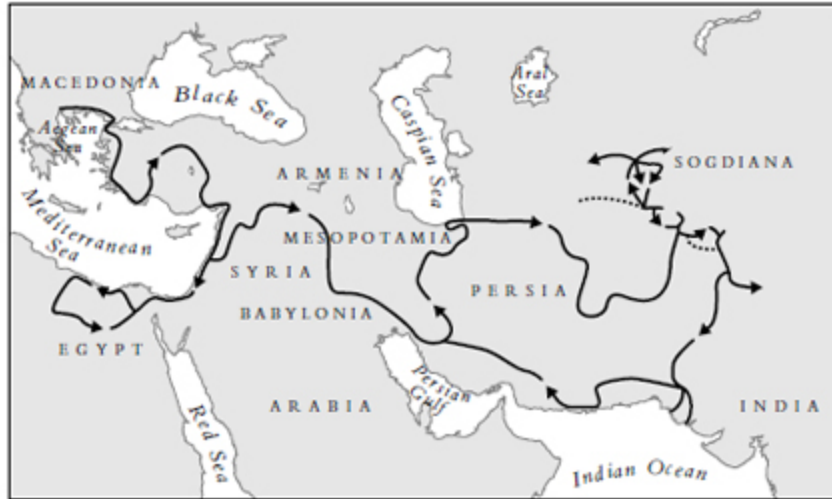 MACEDONIA
Black Sea
Aral
Sea
Aegean
Sea
Caspian Sea
ARMENIA
SOGDIANA
Mediterranean
Sea
MESOPOTAMIA
SYRIA
PERSIA
BABYLONIA
EGYPT
Persian
Gulf
ARABIA
INDIA
Red Sea
Indian Ocean